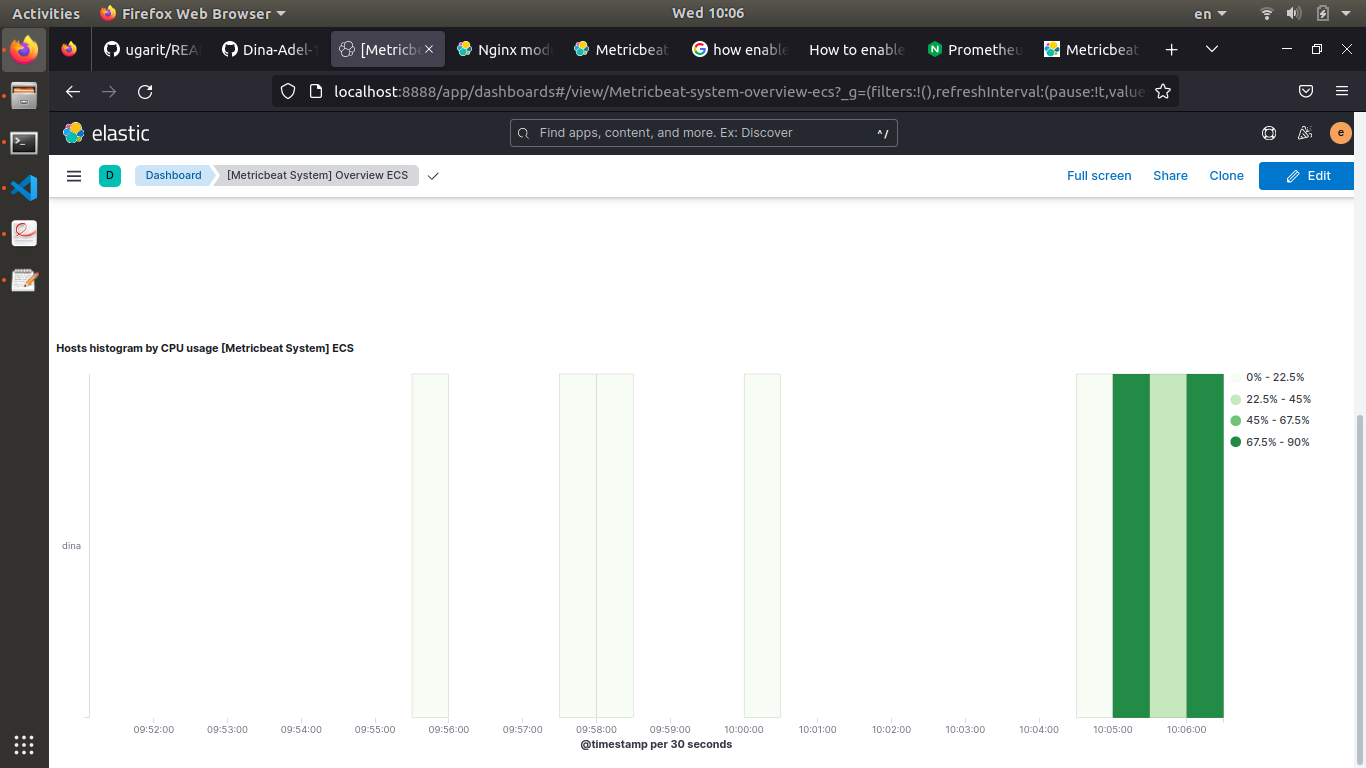 Activities Firefox Web Browser Wed 10:06 en
ugarit/REA Dina-Adel- [Metricbe Nginx mod Metricbeat how enable How to enable Prometheu Metricbeat
localhost:8888/app/dashboards#/view/Metricbeat-system-overview-ecs?_g=(filters:!(),refreshInterval:(pause:!t,value
elastic Find apps, content, and more. Ex: Discover ^/ e
D Dashboard [Metricbeat System] Overview ECS Full screen Share Clone Edit
Hosts histogram by CPU usage [Metricbeat System] ECS
0% - 22.5%
22.5% - 45%
45% - 67.5%
67.5% - 90%
dina
09:52:00 09:53:00 09:54:00 09:55:00 09:56:00 09:57:00 09:58:00 09:59:00 10:00:00 10:01:00 10:02:00 10:03:00 10:04:00 10:05:00 10:06:00
@timestamp per 30 seconds